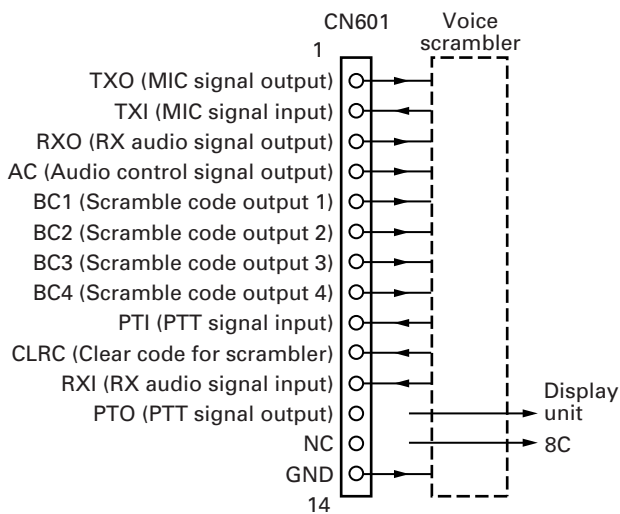 CN601
Voice
scrambler
1
TXO (MIC signal output)
TXI (MIC signal input)
RXO (RX audio signal output)
AC (Audio control signal output)
BC1 (Scramble code output 1)
BC2 (Scramble code output 2)
BC3 (Scramble code output 3)
BC4 (Scramble code output 4)
PTI (PTT signal input)
CLRC (Clear code for scrambler)
RXI (RX audio signal input)
PTO (PTT signal output)
Display
unit
NC
8C
GND
14